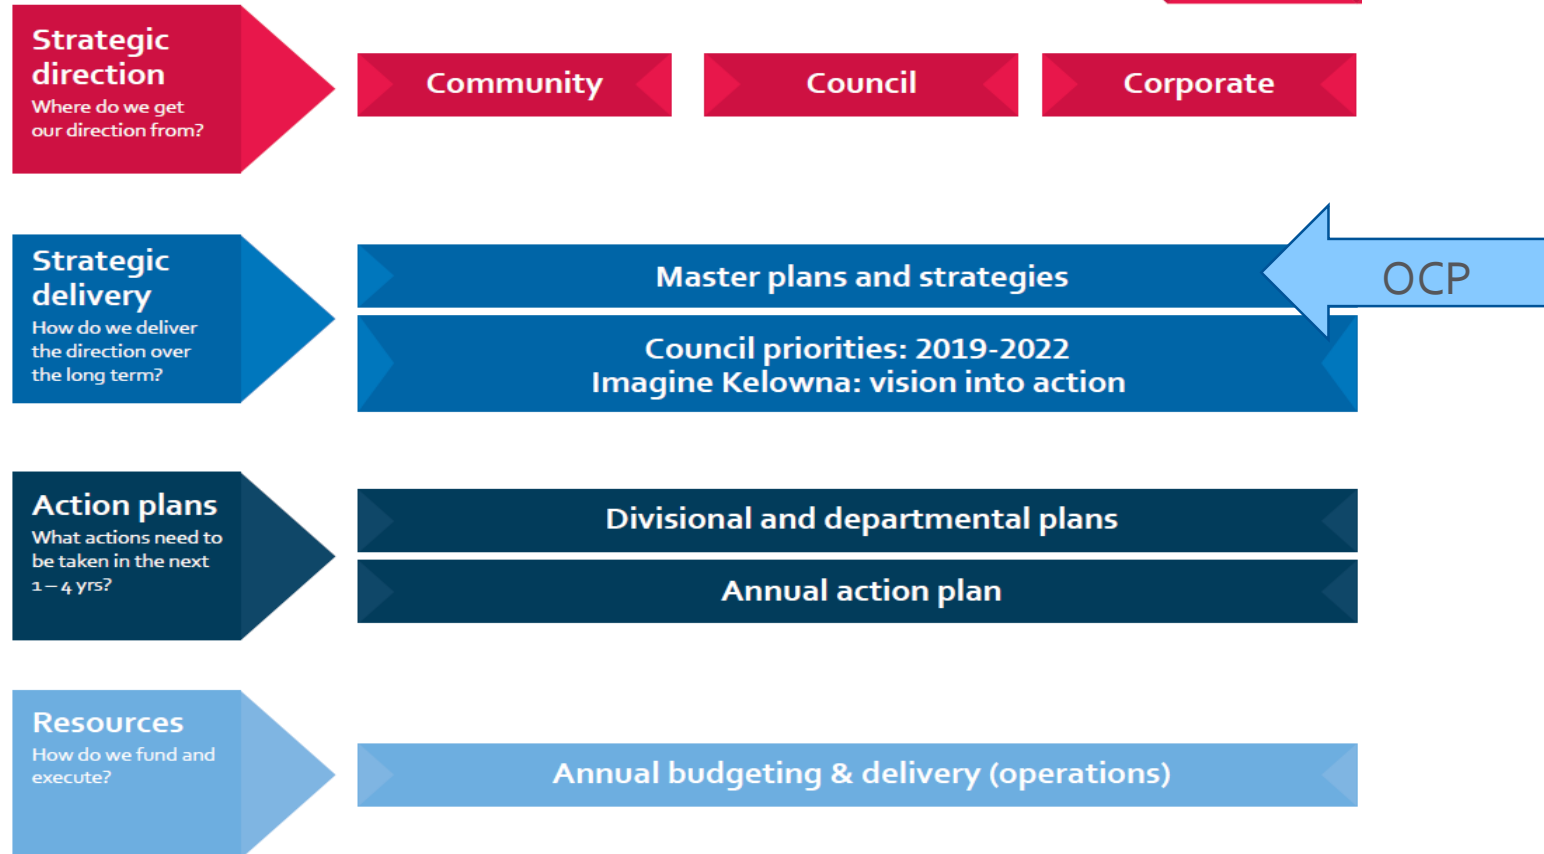 Strategic
direction
Where do we get
our direction from?
Community
Council
Corporate
Strategic
delivery
How do we deliver
the direction over
the long term?
Master plans and strategies
OCP
Council priorities: 2019-2022
Imagine Kelowna: vision into action
Action plans
What actions need to
be taken in the next
1 – 4 yrs?
Divisional and departmental plans
Annual action plan
Resources
How do we fund and
execute?
Annual budgeting & delivery (operations)